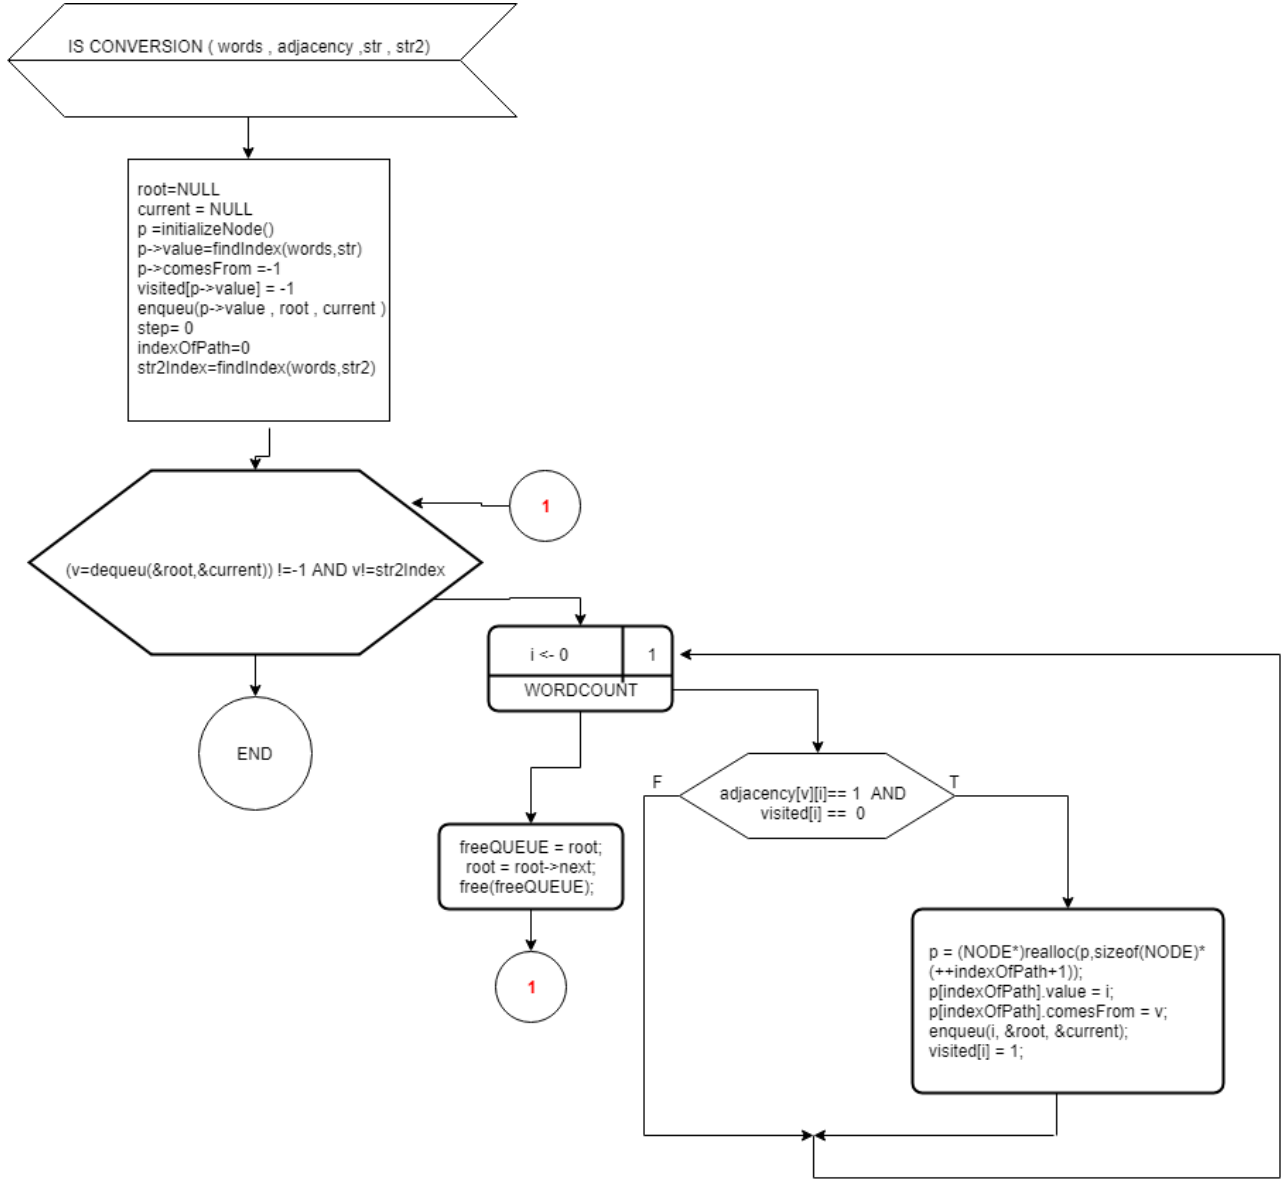 IS CONVERSION ( words , adjacency ,str , str2)
root=NULL
current = NULL
p =initializeNode()
p->value=findIndex(words,str)
p->comesFrom =-1
visited[p->value] = -1
enqueu(p->value , root , current )
step= 0
indexOfPath=0
str2Index=findIndex(words,str2)
1
(v=dequeu(&root,&current)) !=-1 AND v!=str2Index
i <- 0
1
WORDCOUNT
END
F
T
adjacency[v][i]== 1  AND
visited[i] ==  0
freeQUEUE = root;
root = root->next;
free(freeQUEUE);
p = (NODE*)realloc(p,sizeof(NODE)*
(++indexOfPath+1));
p[indexOfPath].value = i;
p[indexOfPath].comesFrom = v;
enqueu(i, &root, &current);
visited[i] = 1;
1